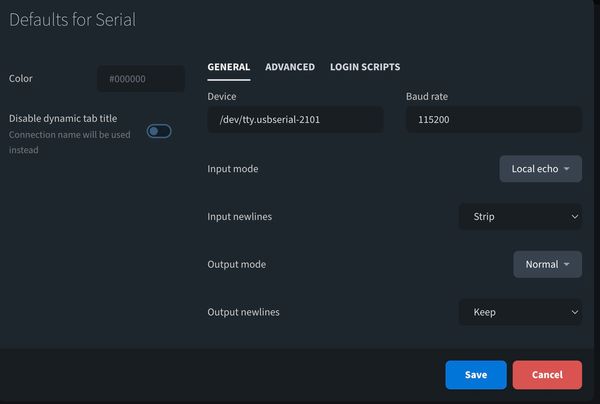 Defaults for Serial
Color
#000000
Disable dynamic tab title
Connection name will be used
instead
GENERAL ADVANCED LOGIN SCRIPTS
Device Baud rate
/dev/tty.usbserial-2101 115200
Input mode Local echo
Input newlines Strip
Output mode Normal
Output newlines Keep
Save Cancel